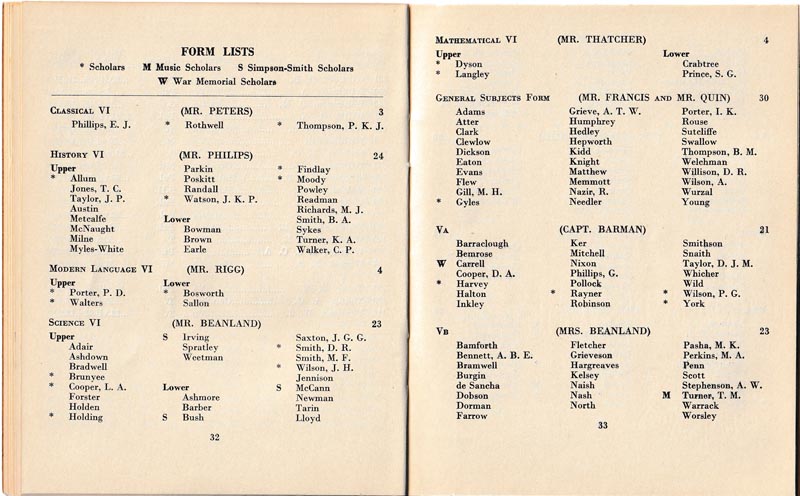 FORM LISTS
* Scholars M Music Scholars S Simpson-Smith Scholars
W War Memorial Scholars
CLASSICAL VI (MR. PETERS) 3
Phillips, E. J. * Rothwell * Thompson, P. K. J.
HISTORY VI (MR. PHILIPS) 24
Upper Parkin * Findlay
* Allum Poskitt * Moody
Jones, T. C. Randall Powley
Taylor, J. P. * Watson, J. K. P. Readman
Austin Richards, M. J.
Metcalfe Lower Smith, B. A.
McNaught Bowman Sykes
Milne Brown Turner, K. A.
Myles-White Earle Walker, C. P.
MODERN LANGUAGE VI (MR. RIGG) 4
Upper Lower
* Porter, P. D. * Bosworth
* Walters Sallon
SCIENCE VI (MR. BEANLAND) 23
Upper S Irving Saxton, J. G. G.
Adair Spratley * Smith, D. R.
Ashdown Weetman Smith, M. F.
Bradwell * Wilson, J. H.
* Brunyee Jennison
* Cooper, L. A. Lower S McCann
Forster Ashmore Newman
Holden Barber Tarin
* Holding S Bush Lloyd
32
MATHEMATICAL VI (MR. THATCHER) 4
Upper Lower
* Dyson Crabtree
* Langley Prince, S. G.
GENERAL SUBJECTS FORM (MR. FRANCIS AND MR. QUIN) 30
Adams Grieve, A. T. W. Porter, I. K.
Atter Humphrey Rouse
Clark Hedley Sutcliffe
Clewlow Hepworth Swallow
Dickson Kidd Thompson, B. M.
Eaton Knight Welchman
Evans Matthew Willison, D. R.
Flew Memmott Wilson, A.
Gill, M. H. Nazir, R. Wurzal
* Gyles Needler Young
VA (CAPT. BARMAN) 21
Barraclough Ker Smithson
Bemrose Mitchell Snaith
W Carrell Nixon Taylor, D. J. M.
Cooper, D. A. Phillips, G. Whicher
* Harvey Pollock Wild
Halton * Rayner * Wilson, P. G.
Inkley Robinson * York
VB (MRS. BEANLAND) 23
Bamforth Fletcher Pasha, M. K.
Bennett, A. B. E. Grieveson Perkins, M. A.
Bramwell Hargreaves Penn
Burgin Kelsey Scott
de Sancha Naish Stephenson, A. W.
Dobson Nash M Turner, T. M.
Dorman North Warrack
Farrow Worsley
33